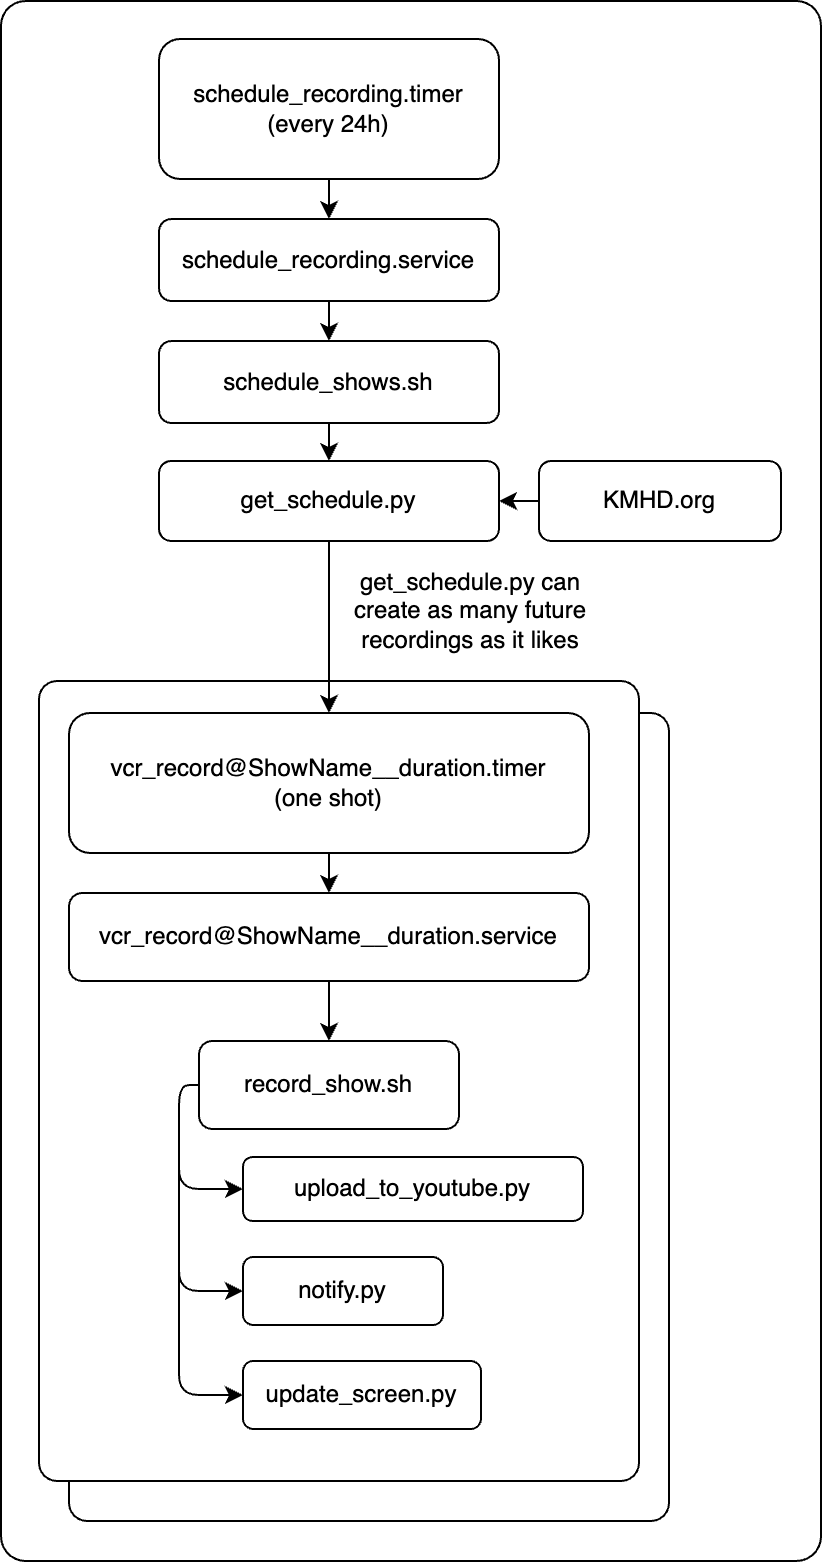 schedule_recording.timer
(every 24h)
schedule_recording.service
schedule_shows.sh
get_schedule.py
KMHD.org
get_schedule.py can
create as many future
recordings as it likes
vcr_record@ShowName__duration.timer
(one shot)
vcr_record@ShowName__duration.service
record_show.sh
upload_to_youtube.py
notify.py
update_screen.py